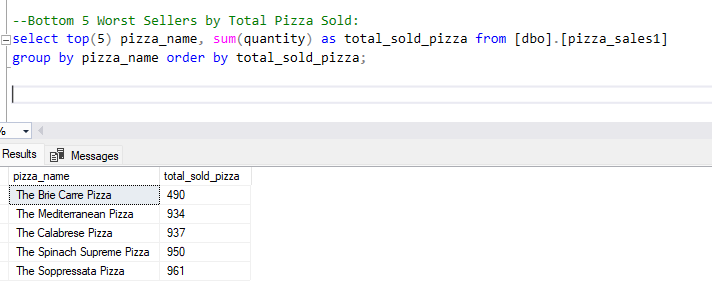 --Bottom 5 Worst Sellers by Total Pizza Sold:
select top(5) pizza_name, sum(quantity) as total_sold_pizza from [dbo].[pizza_sales1]
group by pizza_name order by total_sold_pizza;
%
Results Messages
pizza_name total_sold_pizza
The Brie Carre Pizza 490
The Mediterranean Pizza 934
The Calabrese Pizza 937
The Spinach Supreme Pizza 950
The Soppressata Pizza 961